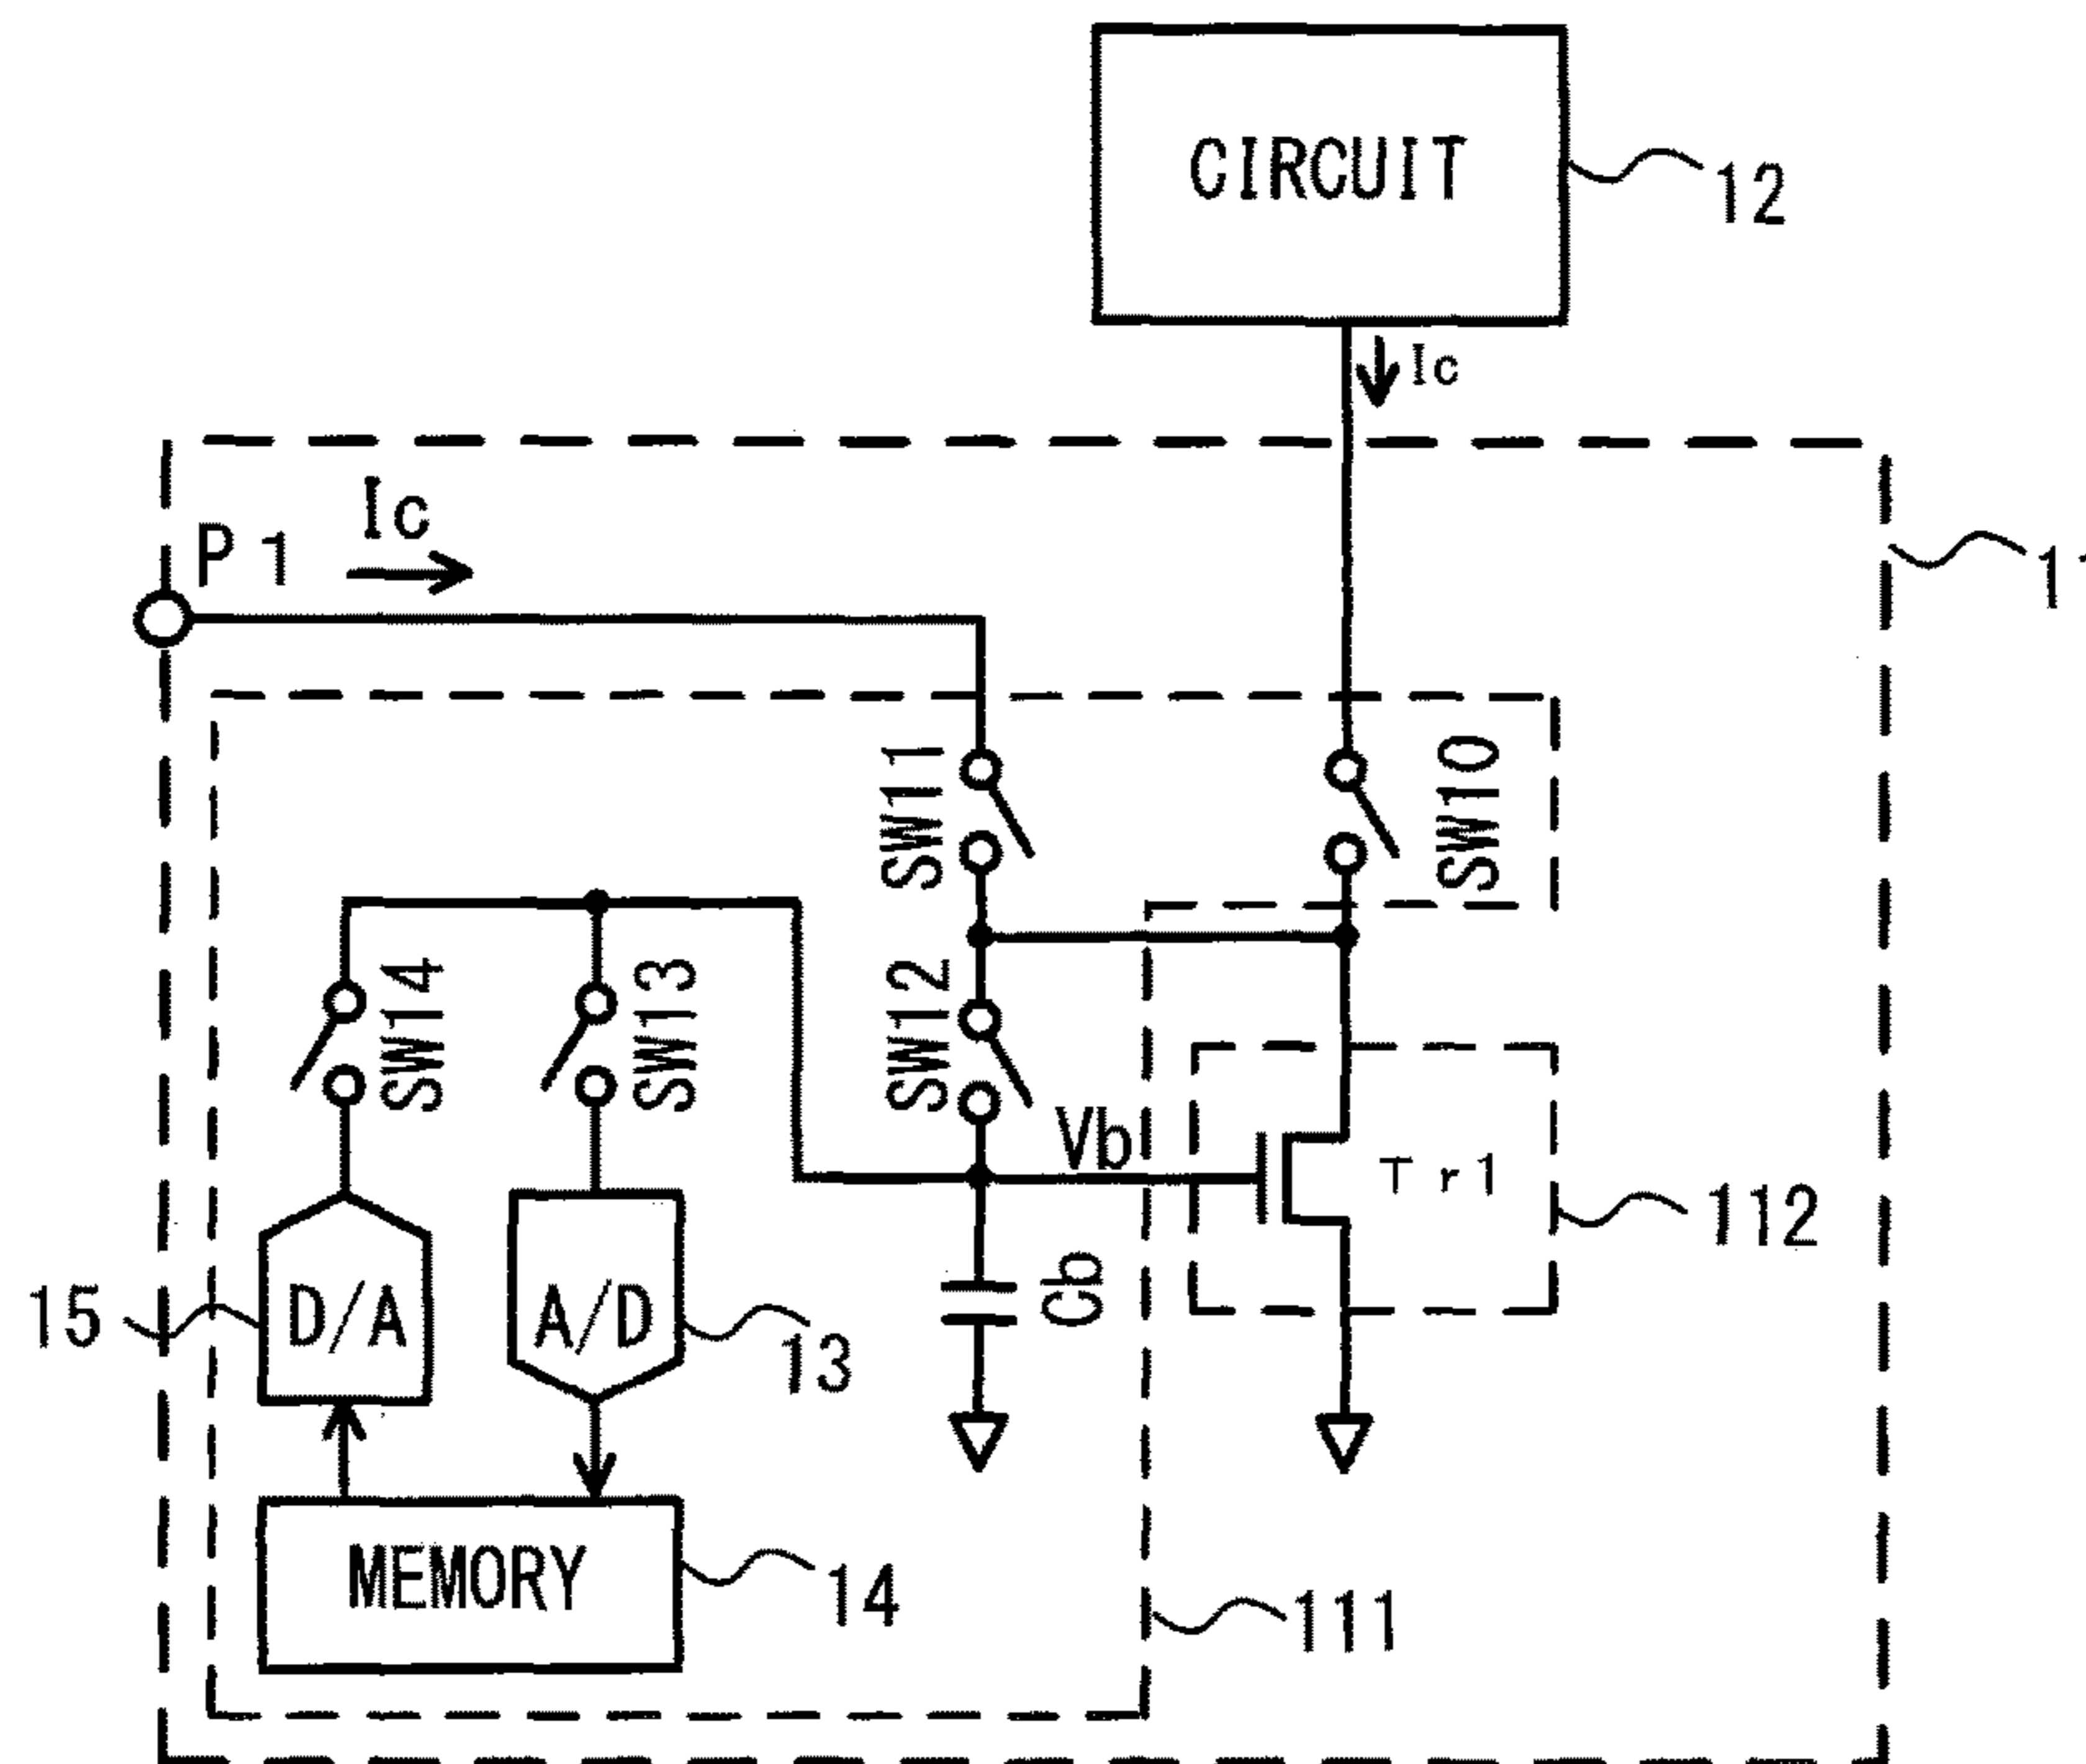 CIRCUIT
12
Ic
Ic
P1
11
SW11
SW10
SW14
SW13
SW12
Vb
Tr1
112
15
D/A
A/D
13
Cb
MEMORY
14
111